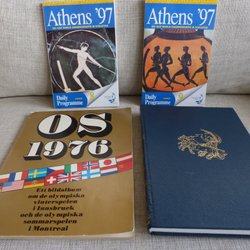 Athens '97
Athens '97
Daily
Programme
Daily
Programme
OS
1976
Ett bildalbum
om de olympiska
vinterspelen
i Innsbruck
och de olympiska
sommarspelen
i Montreal